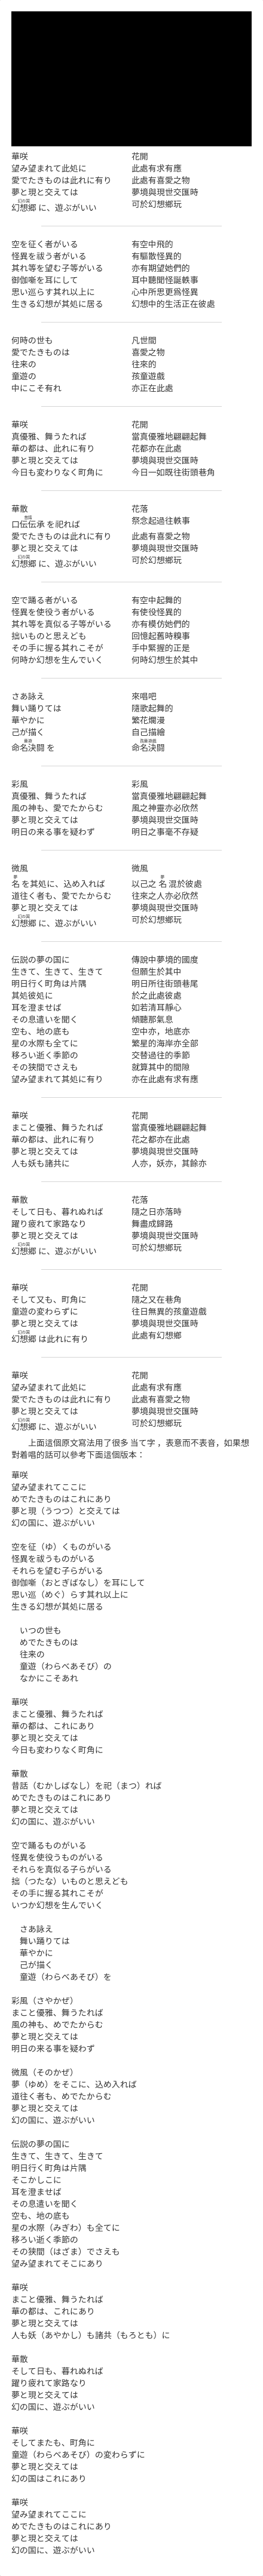 華咲
望み望まれて此処に
愛でたきものは此れに有り
夢と現と交えては
幻の国
幻想郷 に、遊ぶがいい
花開
此處有求有應
此處有喜愛之物
夢境與現世交匯時
可於幻想鄉玩
空を征く者がいる
怪異を祓う者がいる
其れ等を望む子等がいる
御伽噺を耳にして
思い巡らす其れ以上に
生きる幻想が其処に居る
有空中飛的
有驅散怪異的
亦有期望她們的
耳中聽聞怪誕軼事
心中所思更爲怪異
幻想中的生活正在彼處
何時の世も
愛でたきものは
往来の
童遊の
中にこそ有れ
凡世間
喜愛之物
往來的
孩童遊戲
亦正在此處
華咲
真優雅、舞うたれば
華の都は、此れに有り
夢と現と交えては
今日も変わりなく町角に
花開
當真優雅地翩翩起舞
花都亦在此處
夢境與現世交匯時
今日一如既往街頭巷角
華散
口伝伝承 を祀れば
愛でたきものは此れに有り
夢と現と交えては
幻の国
幻想郷 に、遊ぶがいい
花落
祭念起過往軼事
此處有喜愛之物
夢境與現世交匯時
可於幻想鄉玩
空で踊る者がいる
怪異を使役う者がいる
其れ等を真似る子等がいる
拙いものと思えども
その手に握る其れこそが
何時か幻想を生んでいく
有空中起舞的
有使役怪異的
亦有模仿她們的
回憶起舊時糗事
手中緊握的正是
何時幻想生於其中
さあ詠え
舞い踊りては
華やかに
己が描く
命名決闘 を
來唱吧
隨歌起舞的
繁花爛漫
自己描繪
命名決鬪
彩風
真優雅、舞うたれば
風の神も、愛でたからむ
夢と現と交えては
明日の来る事を疑わず
彩風
當真優雅地翩翩起舞
風之神靈亦必欣然
夢境與現世交匯時
明日之事毫不存疑
微風
夢
名 を其処に、込め入れば
道往く者も、愛でたからむ
夢と現と交えては
幻の国
幻想郷 に、遊ぶがいい
微風
夢
以己之 名 混於彼處
往來之人亦必欣然
夢境與現世交匯時
可於幻想鄉玩
伝説の夢の国に
生きて、生きて、生きて
明日行く町角は片隅
其処彼処に
耳を澄ませば
その息遣いを聞く
空も、地の底も
星の水際も全てに
移ろい逝く季節の
その狭間でさえも
望み望まれて其処に有り
傳說中夢境的國度
但願生於其中
明日所往街頭巷尾
於之此處彼處
如若清耳靜心
傾聽那氣息
空中亦，地底亦
繁星的海岸亦全部
交替過往的季節
就算其中的間隙
亦在此處有求有應
華咲
まこと優雅、舞うたれば
華の都は、此れに有り
夢と現と交えては
人も妖も諸共に
花開
當真優雅地翩翩起舞
花之都亦在此處
夢境與現世交匯時
人亦，妖亦，其餘亦
華散
そして日も、暮れぬれば
躍り疲れて家路なり
夢と現と交えては
幻の国
幻想郷 に、遊ぶがいい
花落
隨之日亦落時
舞盡成歸路
夢境與現世交匯時
可於幻想鄉玩
華咲
そして又も、町角に
童遊の変わらずに
夢と現と交えては
幻の国
幻想郷 は此れに有り
花開
隨之又在巷角
往日無異的孩童遊戲
夢境與現世交匯時
此處有幻想鄉
華咲
望み望まれて此処に
愛でたきものは此れに有り
夢と現と交えては
幻の国
幻想郷 に、遊ぶがいい
花開
此處有求有應
此處有喜愛之物
夢境與現世交匯時
可於幻想鄉玩
上面這個原文寫法用了很多 当て字 ，表意而不表音，如果想對着唱的話可以參考下面這個版本：
華咲
望み望まれてここに
めでたきものはこれにあり
夢と現（うつつ）と交えては
幻の国に、遊ぶがいい
空を征（ゆ）くものがいる
怪異を祓うものがいる
それらを望む子らがいる
御伽噺（おとぎばなし）を耳にして
思い巡（めぐ）らす其れ以上に
生きる幻想が其処に居る
いつの世も
めでたきものは
往来の
童遊（わらべあそび）の
なかにこそあれ
華咲
まこと優雅、舞うたれば
華の都は、これにあり
夢と現と交えては
今日も変わりなく町角に
華散
昔話（むかしばなし）を祀（まつ）れば
めでたきものはこれにあり
夢と現と交えては
幻の国に、遊ぶがいい
空で踊るものがいる
怪異を使役うものがいる
それらを真似る子らがいる
拙（つたな）いものと思えども
その手に握る其れこそが
いつか幻想を生んでいく
さあ詠え
舞い踊りては
華やかに
己が描く
童遊（わらべあそび）を
彩風（さやかぜ）
まこと優雅、舞うたれば
風の神も、めでたからむ
夢と現と交えては
明日の来る事を疑わず
微風（そのかぜ）
夢（ゆめ）をそこに、込め入れば
道往く者も、めでたからむ
夢と現と交えては
幻の国に、遊ぶがいい
伝説の夢の国に
生きて、生きて、生きて
明日行く町角は片隅
そこかしこに
耳を澄ませば
その息遣いを聞く
空も、地の底も
星の水際（みぎわ）も全てに
移ろい逝く季節の
その狭間（はざま）でさえも
望み望まれてそこにあり
華咲
まこと優雅、舞うたれば
華の都は、これにあり
夢と現と交えては
人も妖（あやかし）も諸共（もろとも）に
華散
そして日も、暮れぬれば
躍り疲れて家路なり
夢と現と交えては
幻の国に、遊ぶがいい
華咲
そしてまたも、町角に
童遊（わらべあそび）の変わらずに
夢と現と交えては
幻の国はこれにあり
華咲
望み望まれてここに
めでたきものはこれにあり
夢と現と交えては
幻の国に、遊ぶがいい